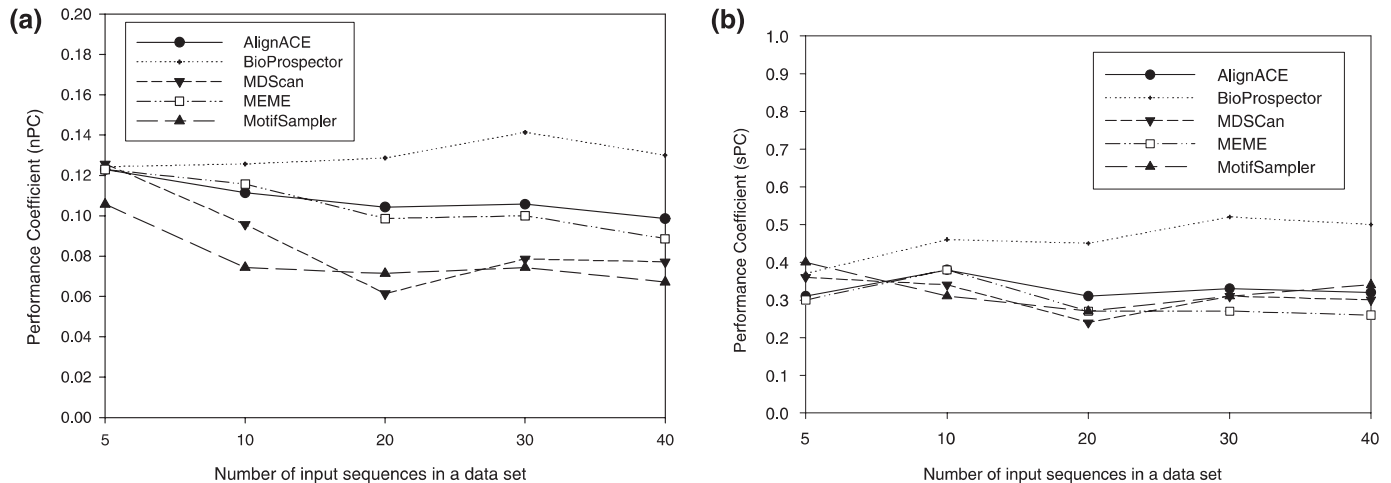 (a)
Performance Coefficient (nPC)
0.20
0.18
0.16
0.14
0.12
0.10
0.08
0.06
0.04
0.02
0.00
AlignACE
BioProspector
MDScan
MEME
MotifSampler
5 10 20 30 40
Number of input sequences in a data set
(b)
Performance Coefficient (sPC)
1.0
0.9
0.8
0.7
0.6
0.5
0.4
0.3
0.2
0.1
0.0
AlignACE
BioProspector
MDSCan
MEME
MotifSampler
5 10 20 30 40
Number of input sequences in a data set